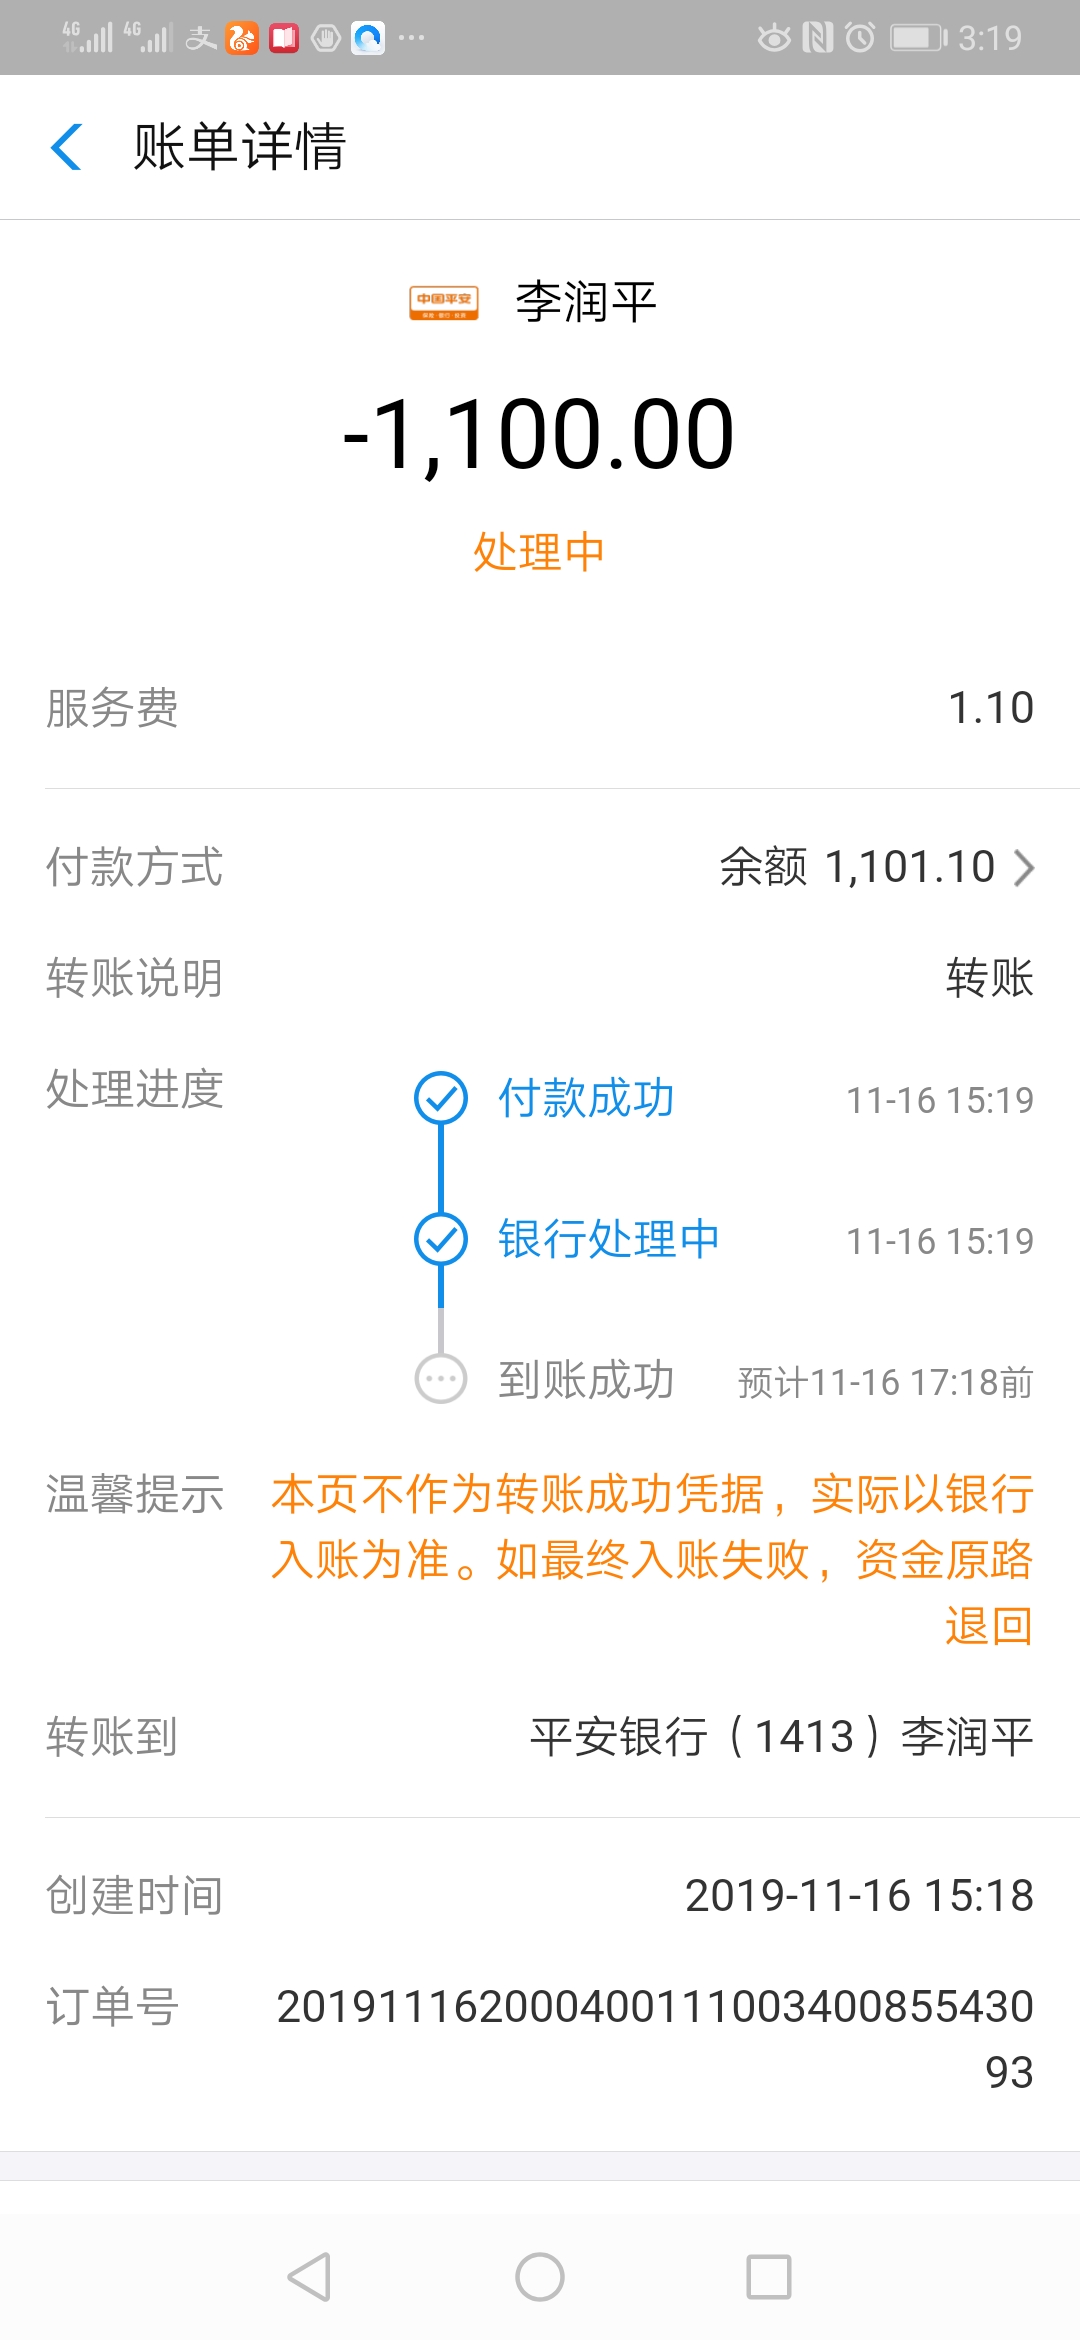 4G 4G 3:19
账单详情
中国平安 李润平
-1,100.00
处理中
服务费 1.10
付款方式 余额 1,101.10
转账说明 转账
处理进度 付款成功 11-16 15:19
银行处理中 11-16 15:19
到账成功 预计11-16 17:18前
温馨提示 本页不作为转账成功凭据，实际以银行
入账为准。如最终入账失败，资金原路
退回
转账到 平安银行（1413）李润平
创建时间 2019-11-16 15:18
订单号 201911162000400111003400855430
93